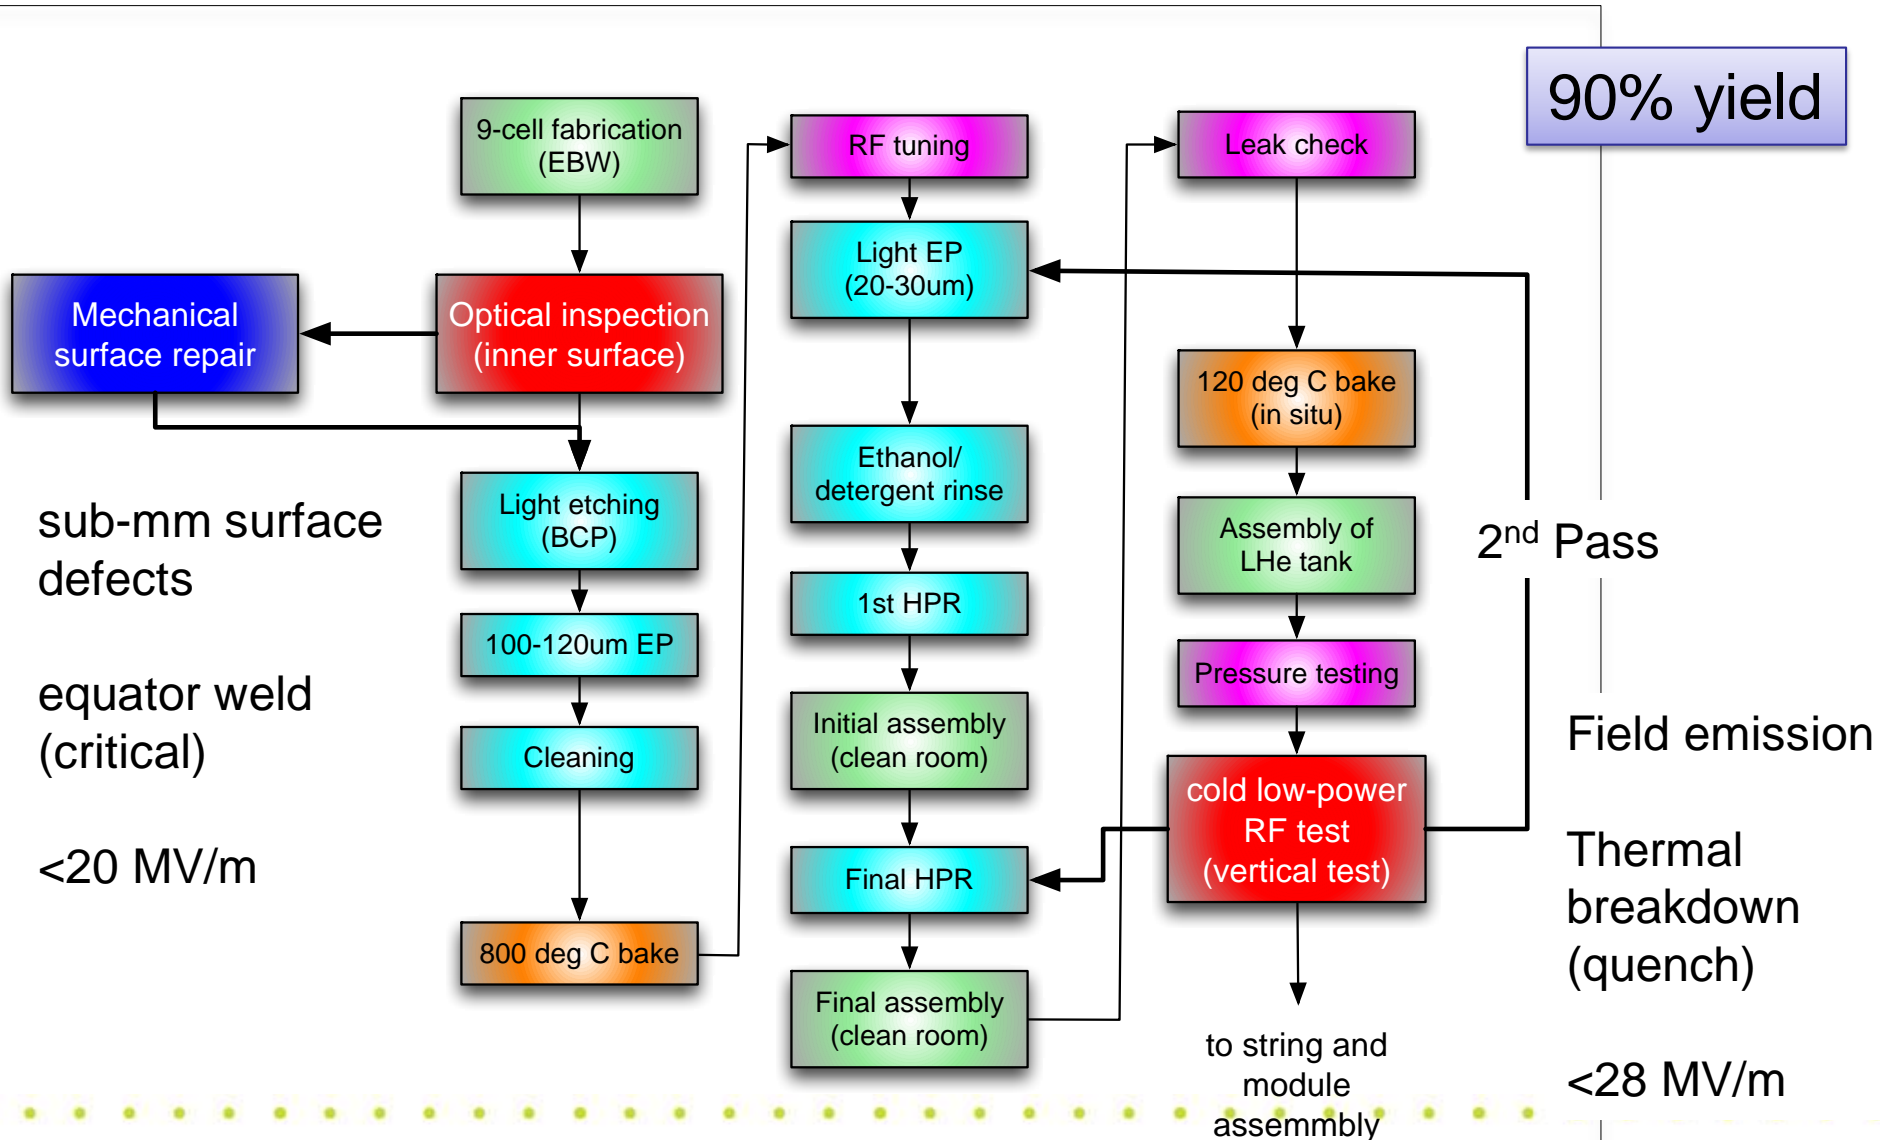 90% yield
9-cell fabrication
(EBW)
Optical inspection
(inner surface)
Mechanical
surface repair
Light etching
(BCP)
100-120um EP
Cleaning
800 deg C bake
sub-mm surface
defects
equator weld
(critical)
<20 MV/m
RF tuning
Light EP
(20-30um)
Ethanol/
detergent rinse
1st HPR
Initial assembly
(clean room)
Final HPR
Final assembly
(clean room)
Leak check
120 deg C bake
(in situ)
Assembly of
LHe tank
Pressure testing
cold low-power
RF test
(vertical test)
to string and
module
assemmbly
2nd Pass
Field emission
Thermal
breakdown
(quench)
<28 MV/m